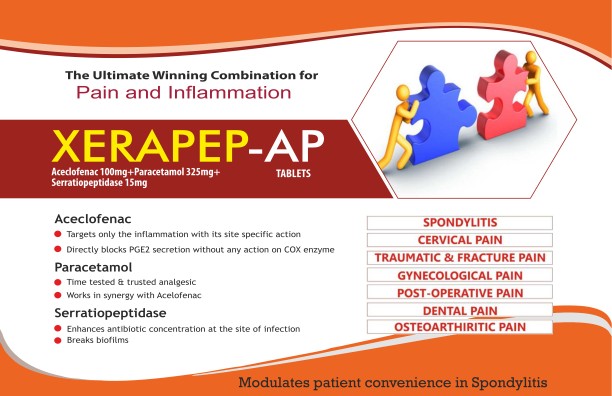 The Ultimate Winning Combination for
Pain and Inflammation
XERAPEP-AP
Aceclofenac 100mg+Paracetamol 325mg+
Serratiopeptidase 15mg
TABLETS
Aceclofenac
Targets only the inflammation with its site specific action
Directly blocks PGE2 secretion without any action on COX enzyme
Paracetamol
Time tested & trusted analgesic
Works in synergy with Acelofenac
Serratiopeptidase
Enhances antibiotic concentration at the site of infection
Breaks biofilms
SPONDYLITIS
CERVICAL PAIN
TRAUMATIC & FRACTURE PAIN
GYNECOLOGICAL PAIN
POST-OPERATIVE PAIN
DENTAL PAIN
OSTEOARTHIRITIC PAIN
Modulates patient convenience in Spondylitis